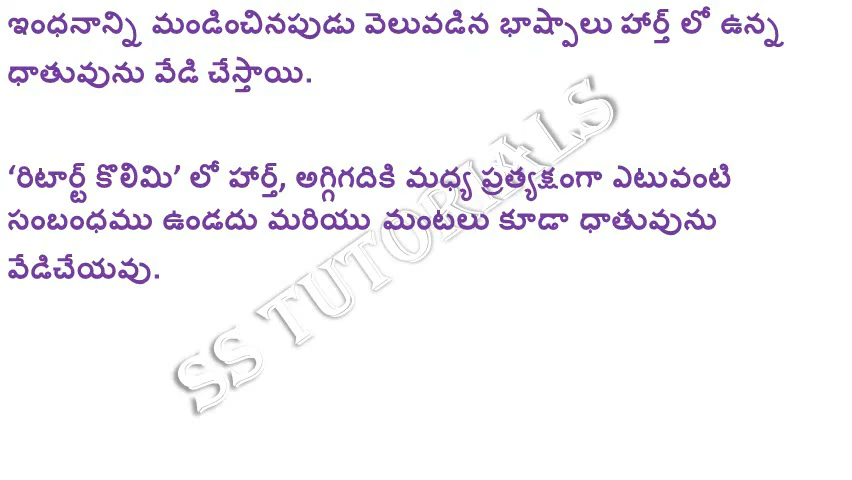 ఇంధనాన్ని మండించినపుడు వెలువడిన భాష్పాలు హార్త్ లో ఉన్న
ధాతువును వేడి చేస్తాయి.
‘రిటార్ట్ కొలిమి’ లో హార్త్, అగ్గిగదికి మధ్య ప్రత్యక్షంగా ఎటువంటి
సంబంధము ఉండదు మరియు మంటలు కూడా ధాతువును
వేడిచేయవు.
SS TUTORIALS